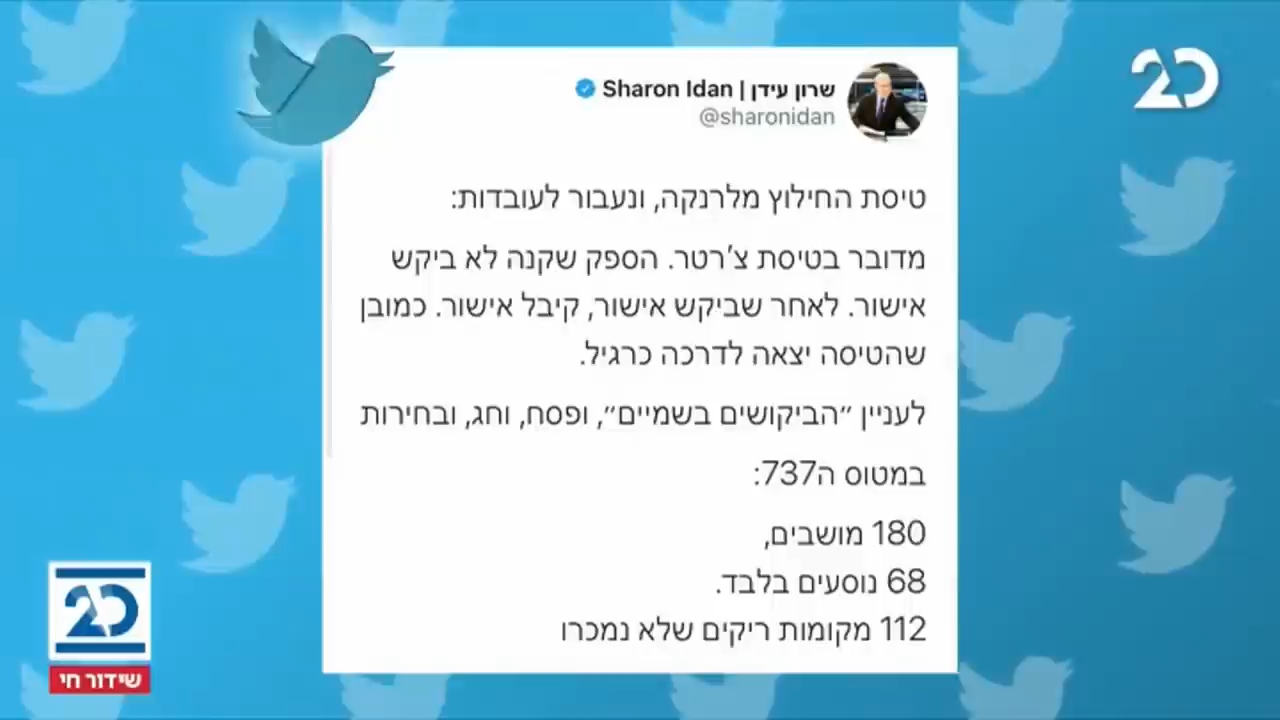 20
שרון עידן | Sharon Idan
@sharonidan
טיסת החילוץ מלרנקה, ונעבור לעובדות:
מדובר בטיסת צ'רטר. הספק שקנה לא ביקש
אישור. לאחר שביקש אישור, קיבל אישור. כמובן
שהטיסה יצאה לדרכה כרגיל.
לעניין ״הביקושים בשמיים״, ופסח, וחג, ובחירות
במטוס ה737:
180 מושבים,
68 נוסעים בלבד.
112 מקומות ריקים שלא נמכרו
20
שידור חי